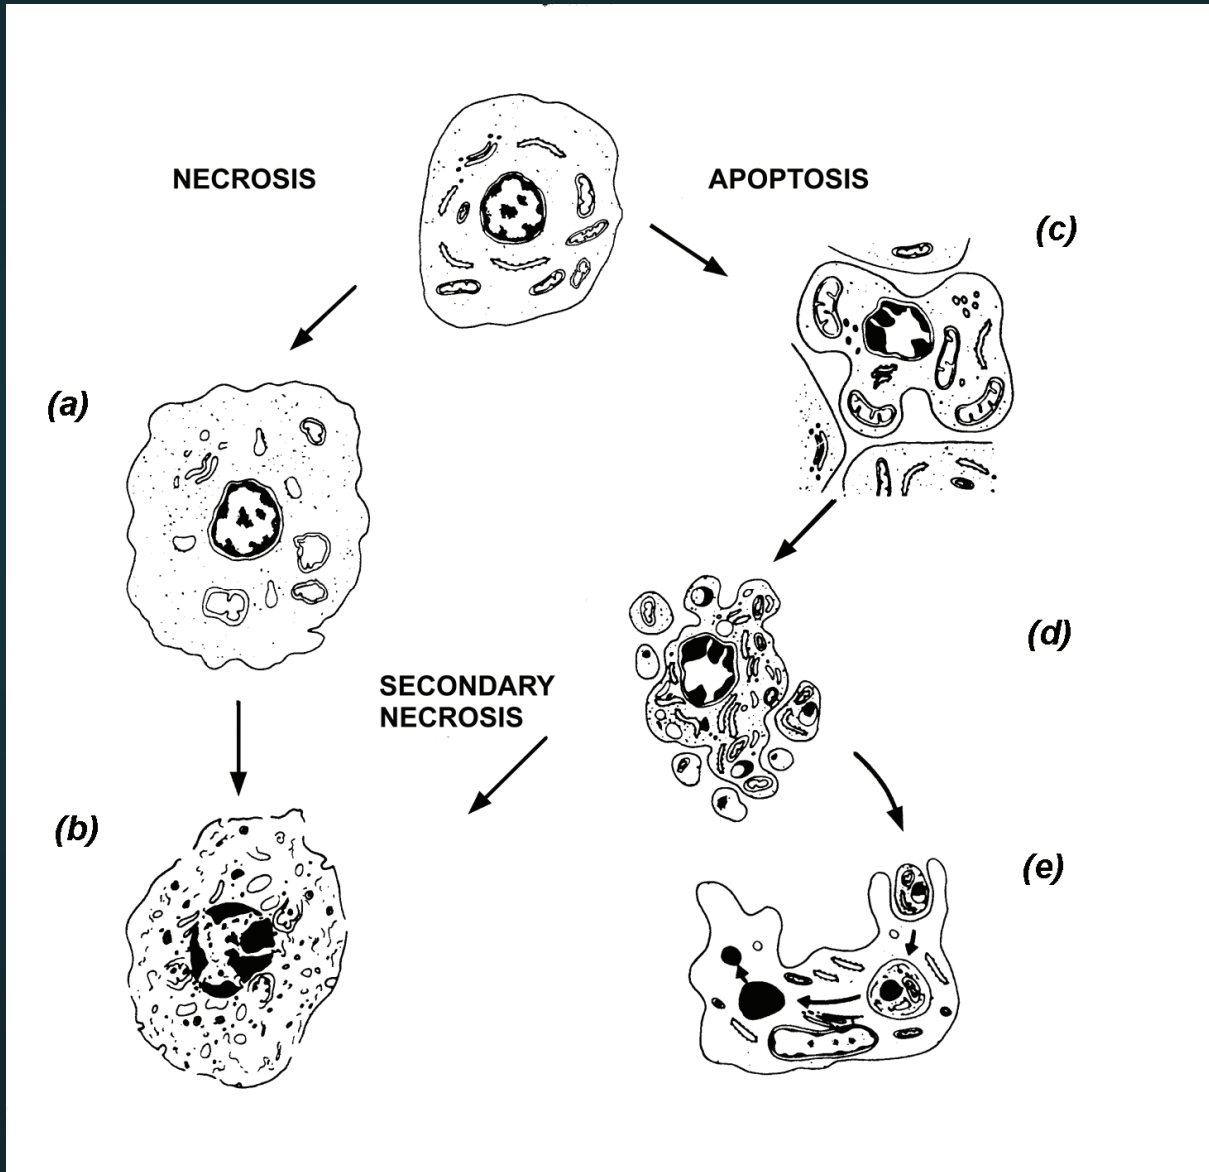 NECROSIS
APOPTOSIS
(c)
(a)
(d)
SECONDARY
NECROSIS
(b)
(e)